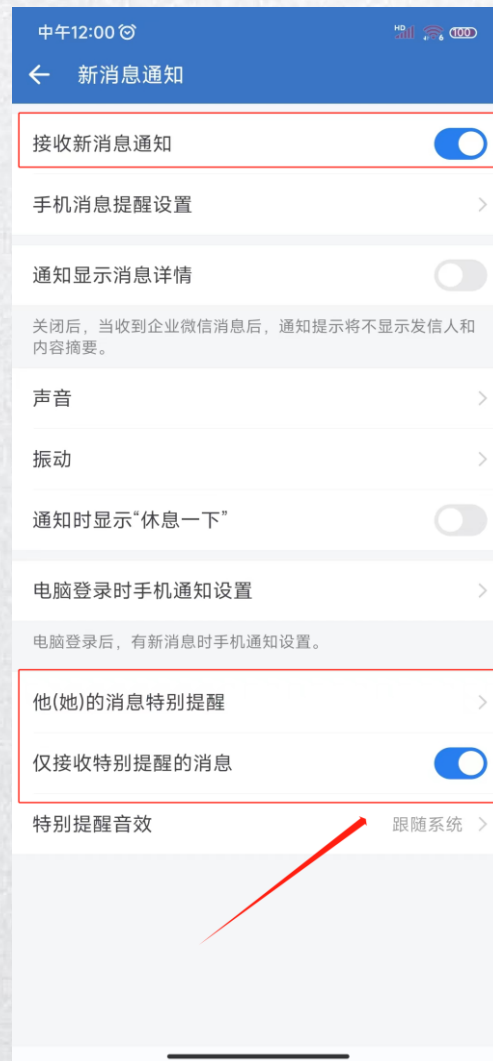 中午12:00
HD 100
新消息通知
接收新消息通知
手机消息提醒设置
通知显示消息详情
关闭后，当收到企业微信消息后，通知提示将不显示发信人和
内容摘要。
声音
振动
通知时显示“休息一下”
电脑登录时手机通知设置
电脑登录后，有新消息时手机通知设置。
他(她)的消息特别提醒
仅接收特别提醒的消息
特别提醒音效 跟随系统